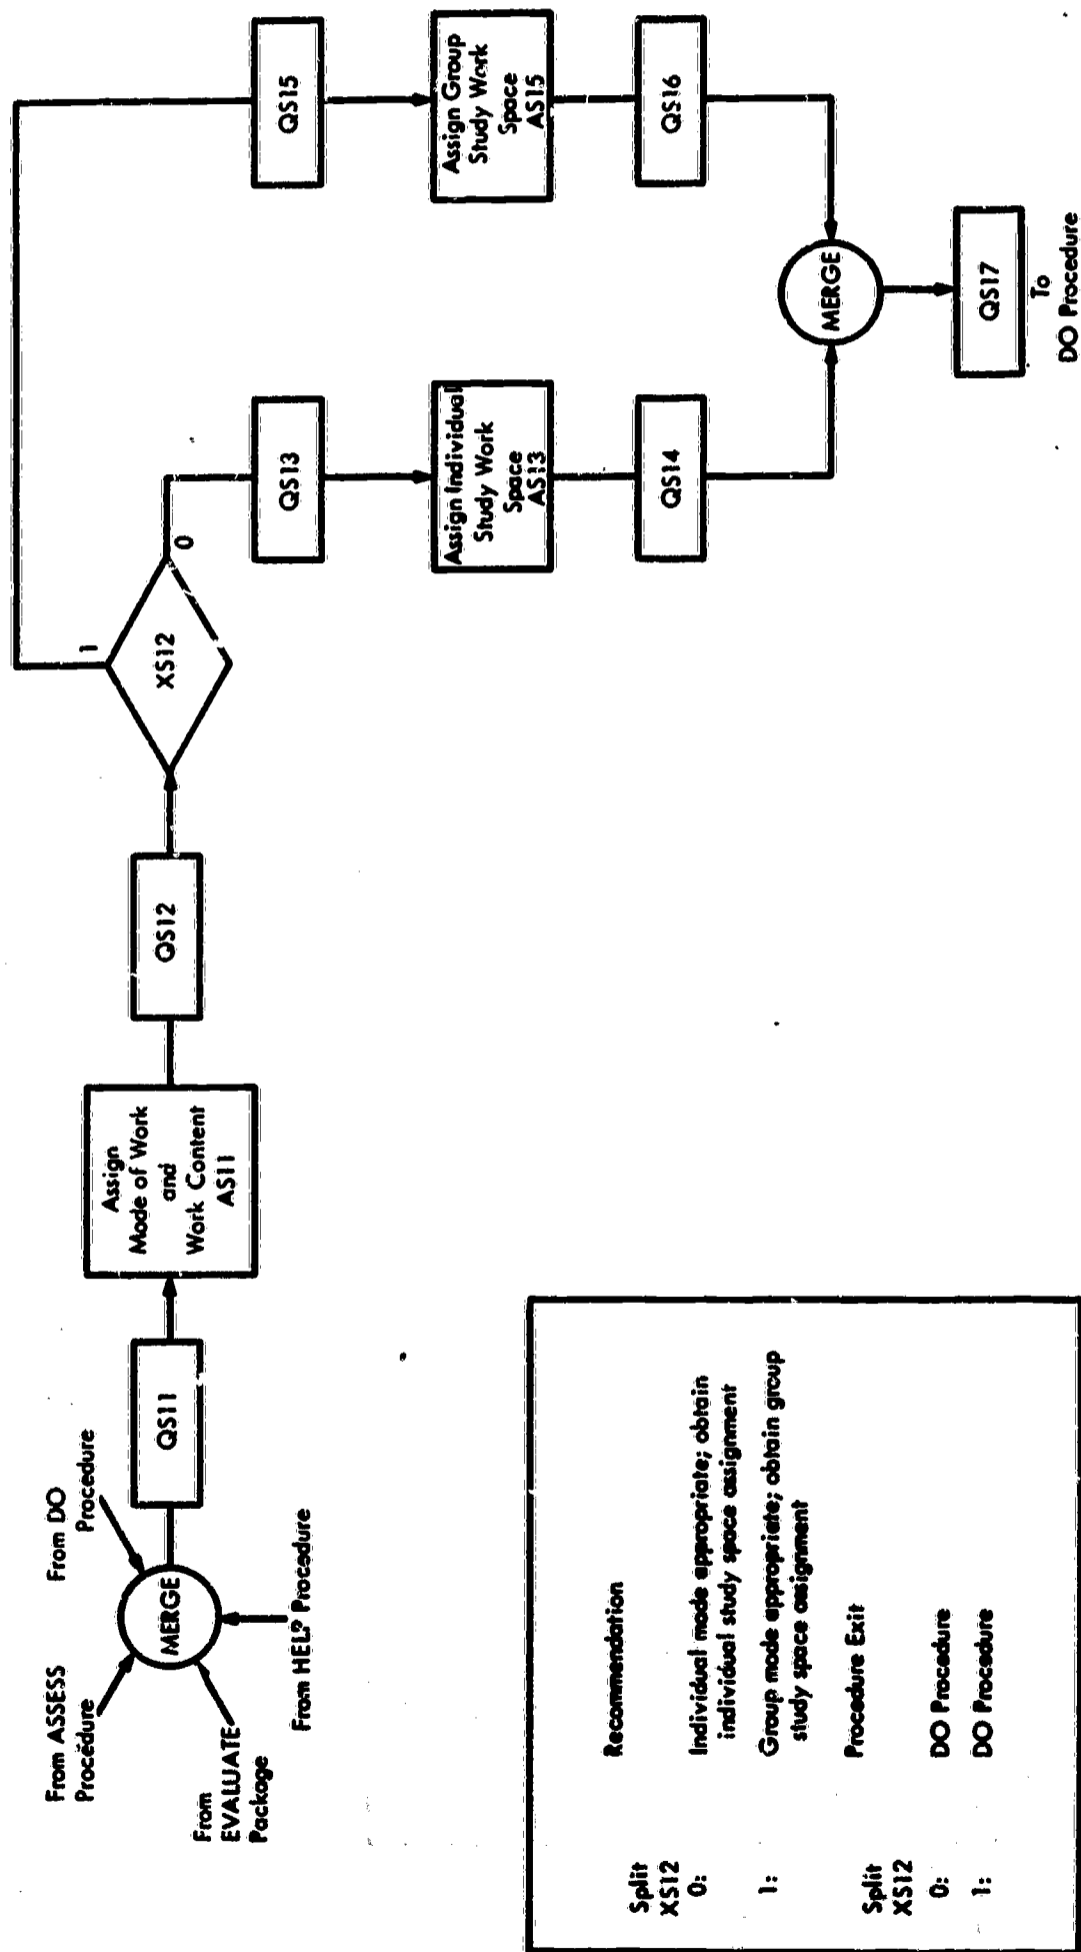 From ASSESS
Procedure
From DO
Procedure
From
EVALUATE
Package
From HELP Procedure
MERGE
QS11
Assign
Mode of Work
and
Work Content
AS11
QS12
XS12
1
0
QS13
Assign Individual
Study Work
Space
AS13
QS14
QS15
Assign Group
Study Work
Space
AS15
QS16
MERGE
QS17
To
DO Procedure
Split
Recommendation
XS12
0:
Individual mode appropriate; obtain
individual study space assignment
1:
Group mode appropriate; obtain group
study space assignment
Split
Procedure Exit
XS12
0:
DO Procedure
1:
DO Procedure